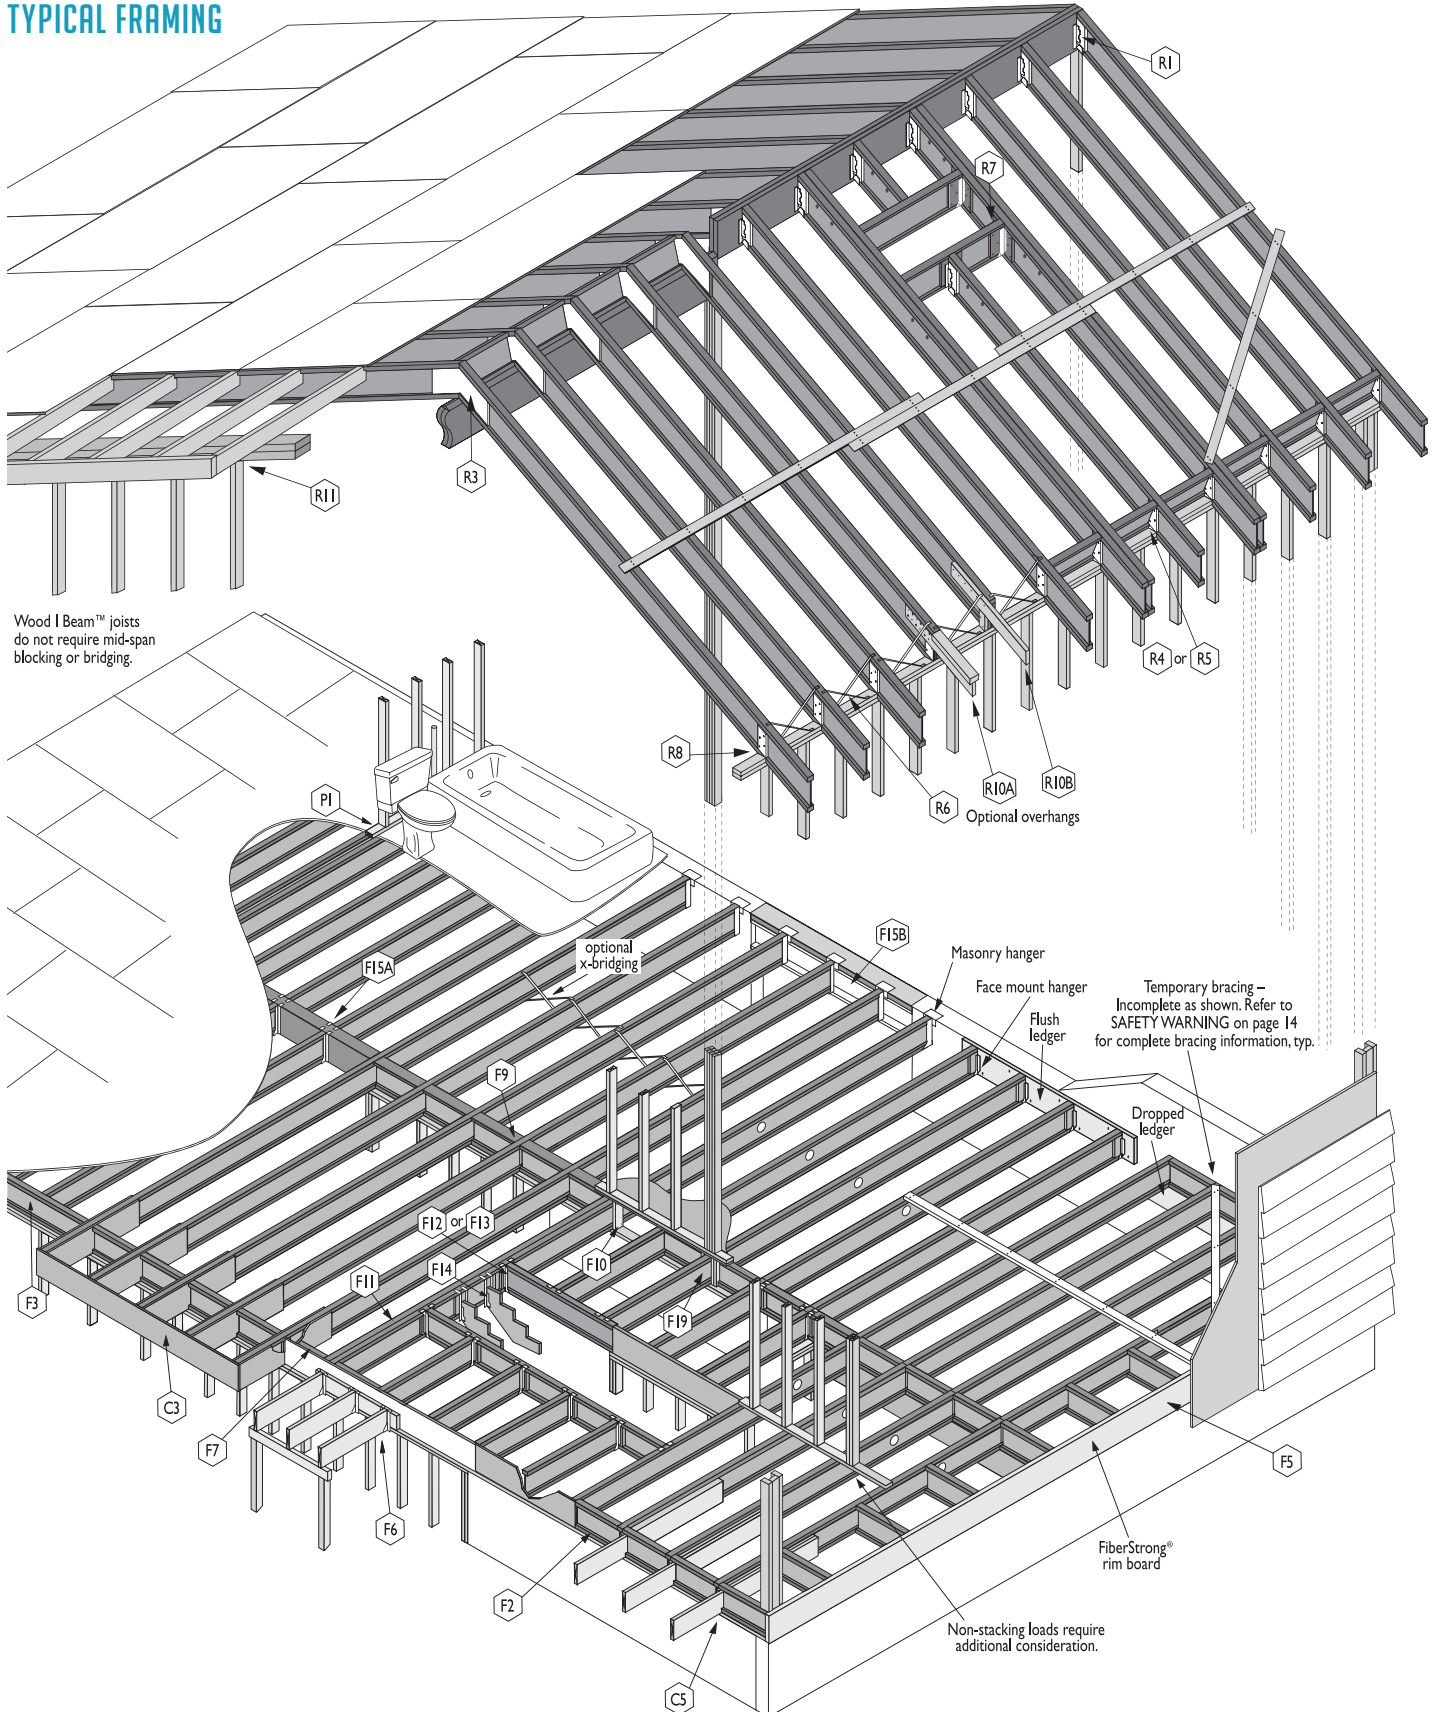 TYPICAL FRAMING
R1
R7
R3
R11
Wood I Beam™ joists
do not require mid-span
blocking or bridging.
R4 or R5
R8
R10A
R10B
R6
Optional overhangs
P1
F15B
optional
x-bridging
F15A
Masonry hanger
Face mount hanger
Flush
ledger
Temporary bracing –
Incomplete as shown. Refer to
SAFETY WARNING on page 14
for complete bracing information, typ.
F9
Dropped
ledger
F12 or F13
F10
F14
F11
F3
F19
C3
F7
F5
F6
FiberStrong®
rim board
F2
Non-stacking loads require
additional consideration.
C5